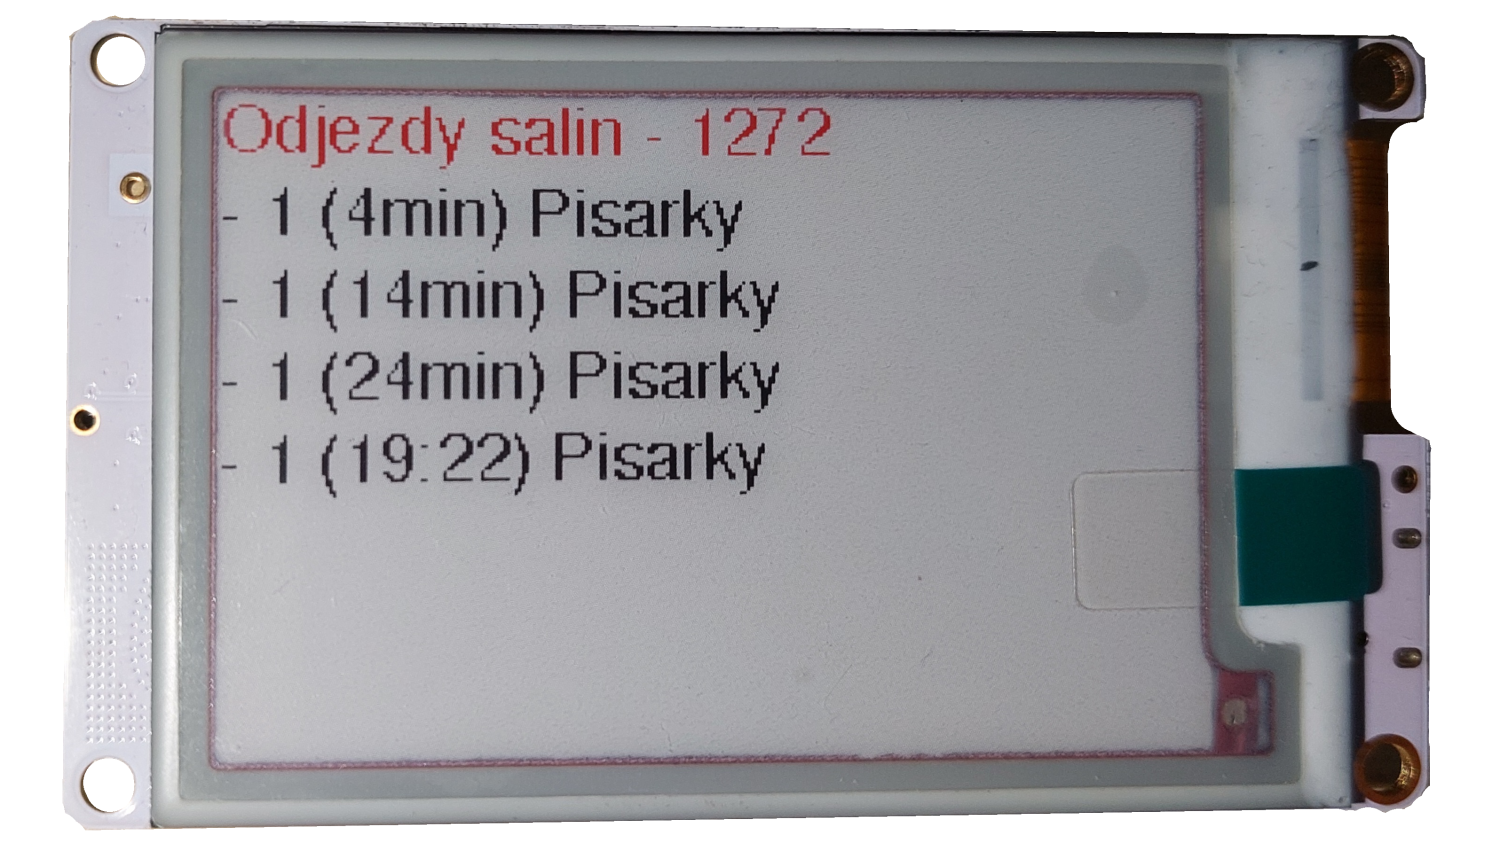 Odjezdy salin - 1272
- 1 (4min) Pisarky
- 1 (14min) Pisarky
- 1 (24min) Pisarky
- 1 (19:22) Pisarky